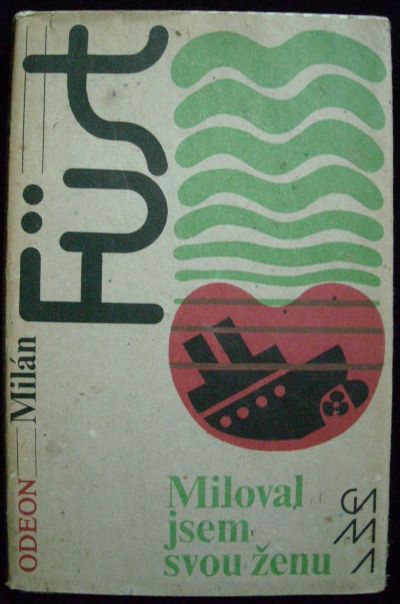 Milán
Füst
ODEON
Miloval
jsem
svou ženu
GAMA